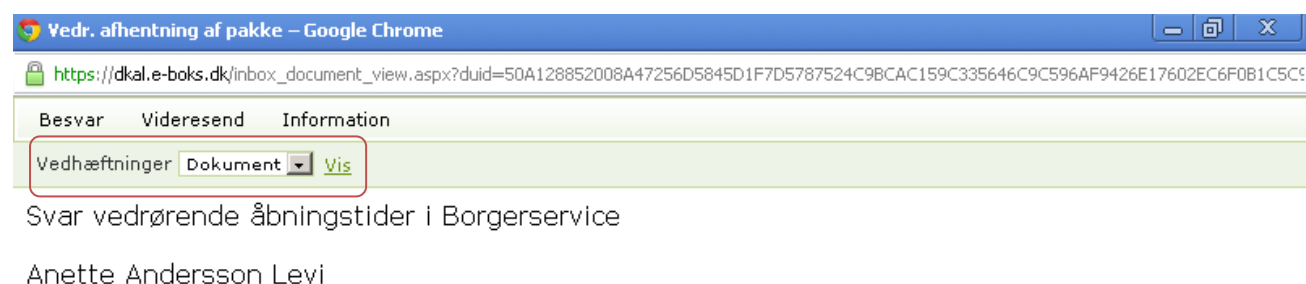 Vedr. afhentning af pakke – Google Chrome
https://dkal.e-boks.dk/inbox_document_view.aspx?duid=50A128852008A47256D5845D1F7D5787524C9BCAC159C335646C9C596AF9426E17602EC6F0B1C5C9
Besvar Videresend Information
Vedhæftninger Dokument Vis
Svar vedrørende åbningstider i Borgerservice
Anette Andersson Levi